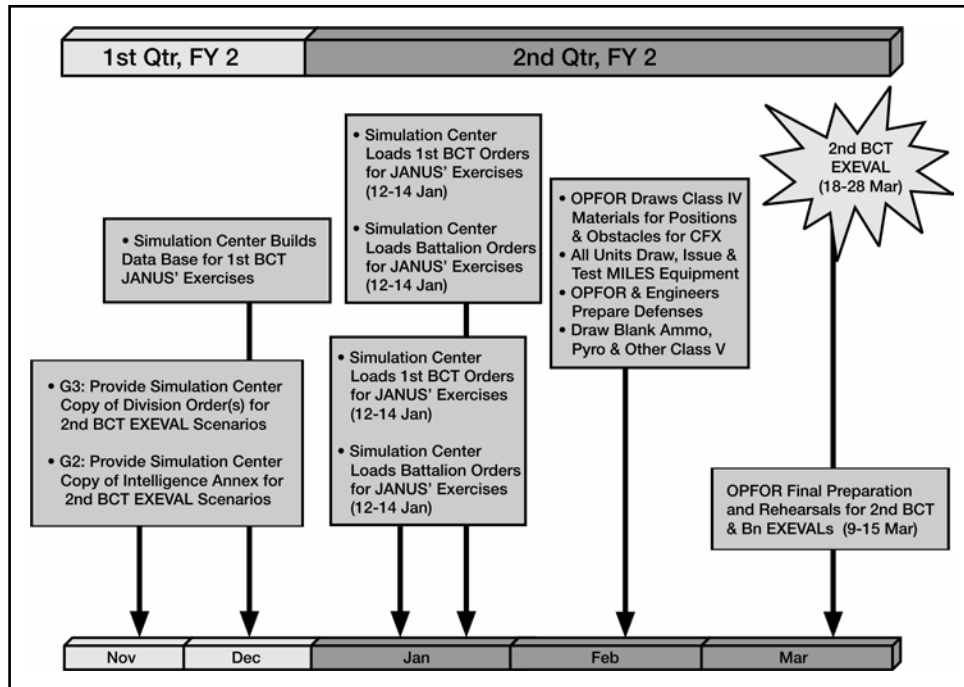 1st Qtr, FY 2
2nd Qtr, FY 2
• Simulation Center
Loads 1st BCT Orders
for JANUS’ Exercises
(12-14 Jan)
• Simulation Center
Loads Battalion Orders
for JANUS’ Exercises
(12-14 Jan)
2nd BCT
EXEVAL
(18-28 Mar)
• OPFOR Draws Class IV
Materials for Positions
& Obstacles for CFX
• All Units Draw, Issue &
Test MILES Equipment
• OPFOR & Engineers
Prepare Defenses
• Draw Blank Ammo,
Pyro & Other Class V
• Simulation Center Builds
Data Base for 1st BCT
JANUS’ Exercises
• G3: Provide Simulation Center
Copy of Division Order(s) for
2nd BCT EXEVAL Scenarios
• G2: Provide Simulation Center
Copy of Intelligence Annex for
2nd BCT EXEVAL Scenarios
• Simulation Center
Loads 1st BCT Orders
for JANUS’ Exercises
(12-14 Jan)
• Simulation Center
Loads Battalion Orders
for JANUS’ Exercises
(12-14 Jan)
OPFOR Final Preparation
and Rehearsals for 2nd BCT
& Bn EXEVALs (9-15 Mar)
Nov
Dec
Jan
Feb
Mar